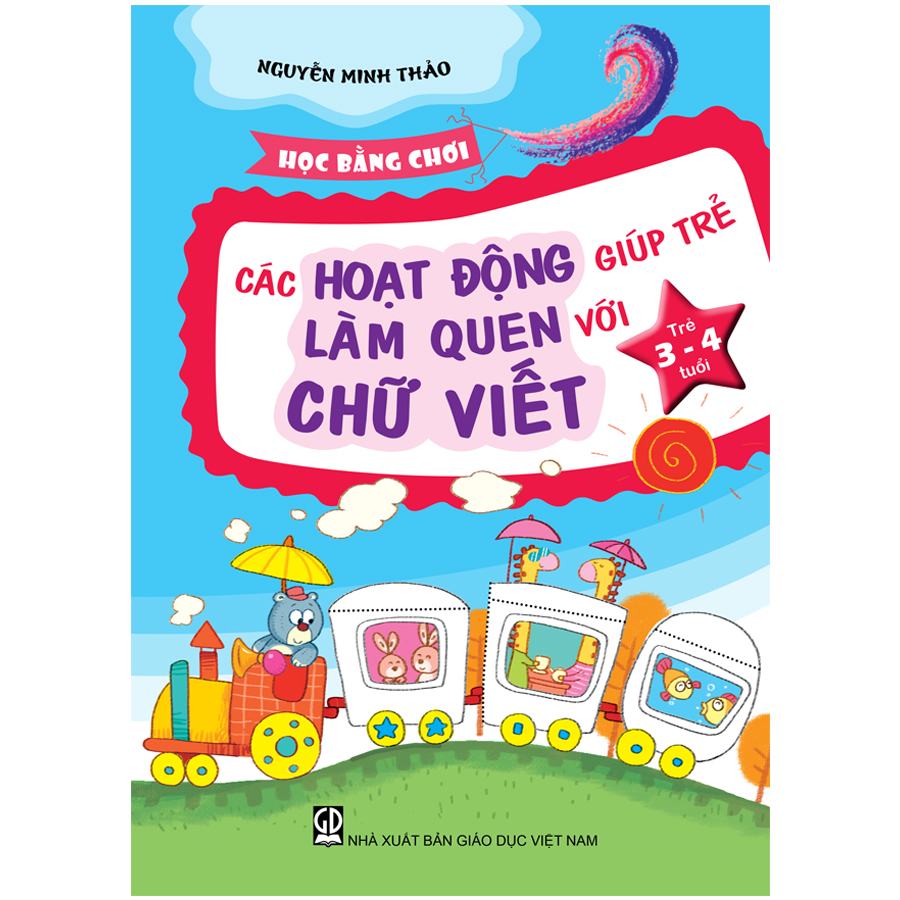 NGUYỄN MINH THẢO
HỌC BẰNG CHƠI
CÁC HOẠT ĐỘNG GIÚP TRẺ
LÀM QUEN VỚI
CHỮ VIẾT
Trẻ
3 - 4
tuổi
GD
NHÀ XUẤT BẢN GIÁO DỤC VIỆT NAM